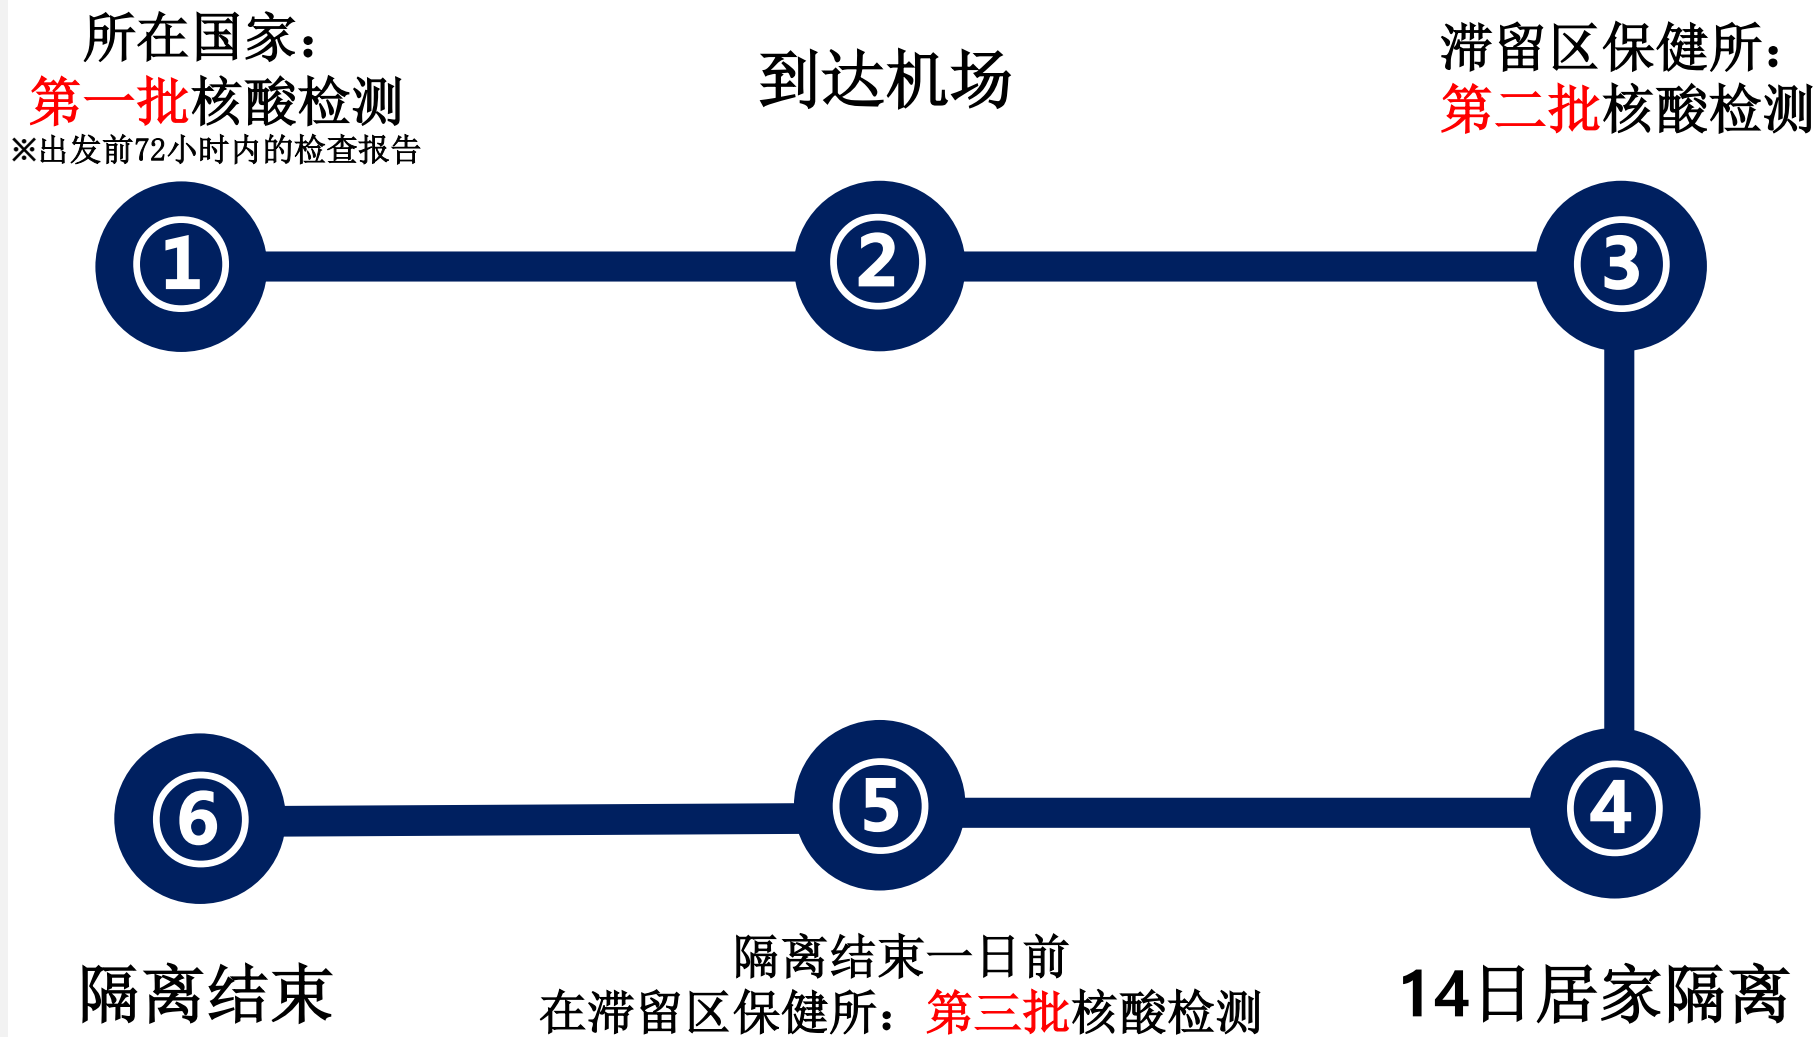 所在国家：
第一批核酸检测
※出发前72小时内的检查报告
到达机场
滞留区保健所：
第二批核酸检测
①
②
③
⑥
⑤
④
隔离结束
隔离结束一日前
在滞留区保健所：第三批核酸检测
14日居家隔离